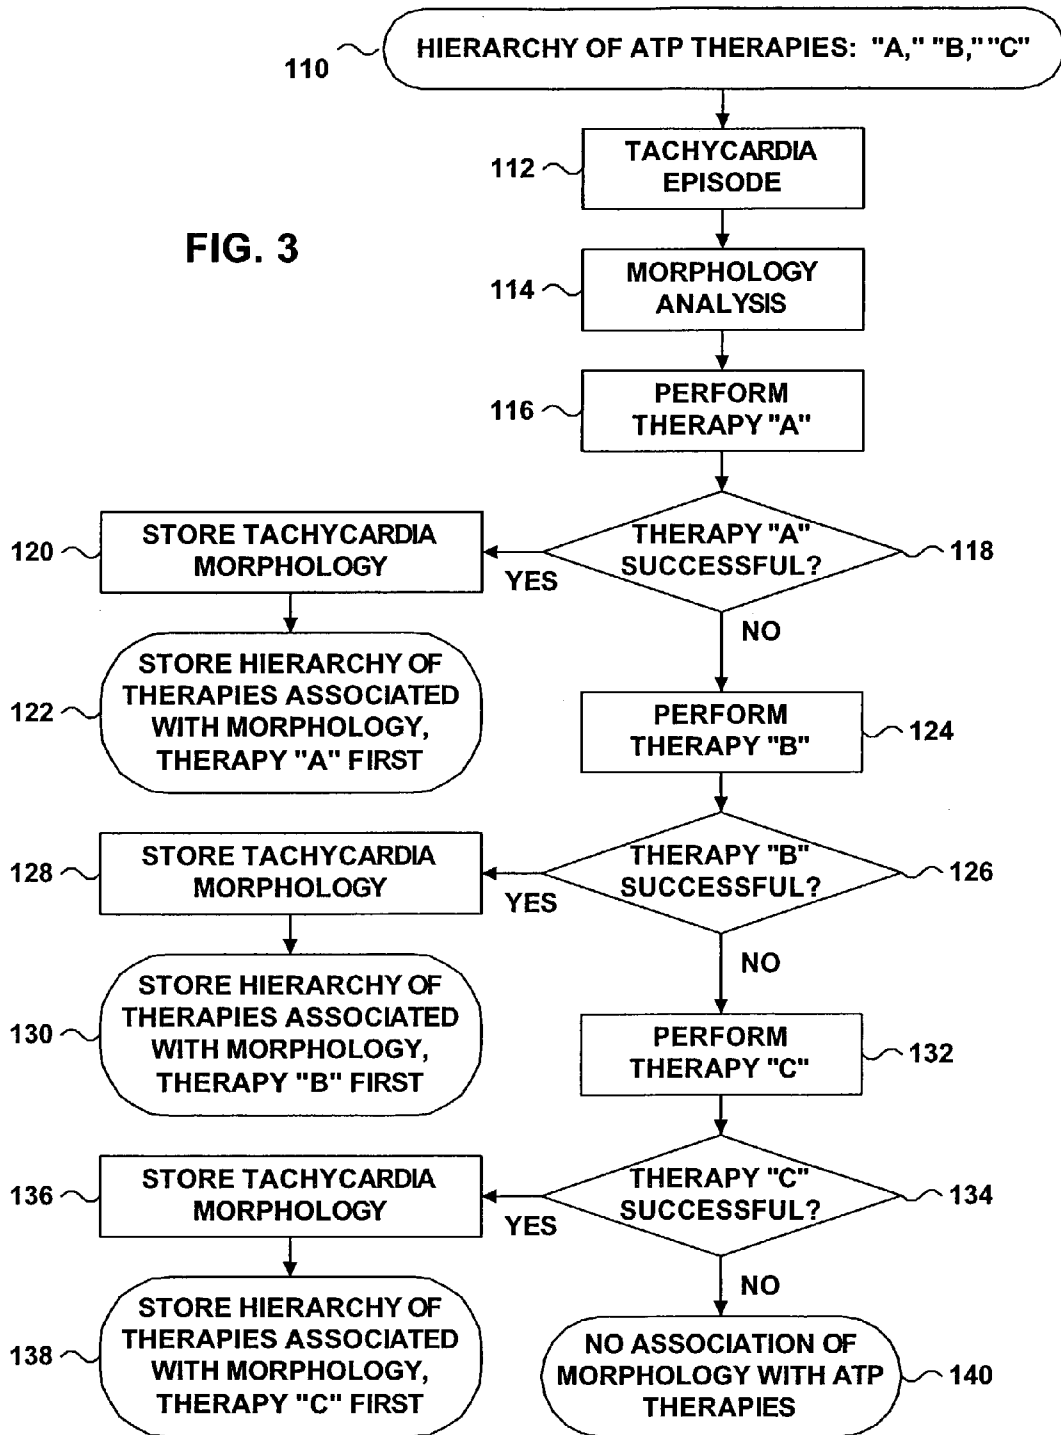 HIERARCHY OF ATP THERAPIES: "A," "B," "C"
110
TACHYCARDIA
EPISODE
112
FIG. 3
MORPHOLOGY
ANALYSIS
114
PERFORM
THERAPY "A"
116
THERAPY "A"
SUCCESSFUL?
118
YES
NO
STORE TACHYCARDIA
MORPHOLOGY
120
STORE HIERARCHY OF
THERAPIES ASSOCIATED
WITH MORPHOLOGY,
THERAPY "A" FIRST
122
PERFORM
THERAPY "B"
124
THERAPY "B"
SUCCESSFUL?
126
YES
NO
STORE TACHYCARDIA
MORPHOLOGY
128
STORE HIERARCHY OF
THERAPIES ASSOCIATED
WITH MORPHOLOGY,
THERAPY "B" FIRST
130
PERFORM
THERAPY "C"
132
THERAPY "C"
SUCCESSFUL?
134
YES
NO
STORE TACHYCARDIA
MORPHOLOGY
136
STORE HIERARCHY OF
THERAPIES ASSOCIATED
WITH MORPHOLOGY,
THERAPY "C" FIRST
138
NO ASSOCIATION OF
MORPHOLOGY WITH ATP
THERAPIES
140